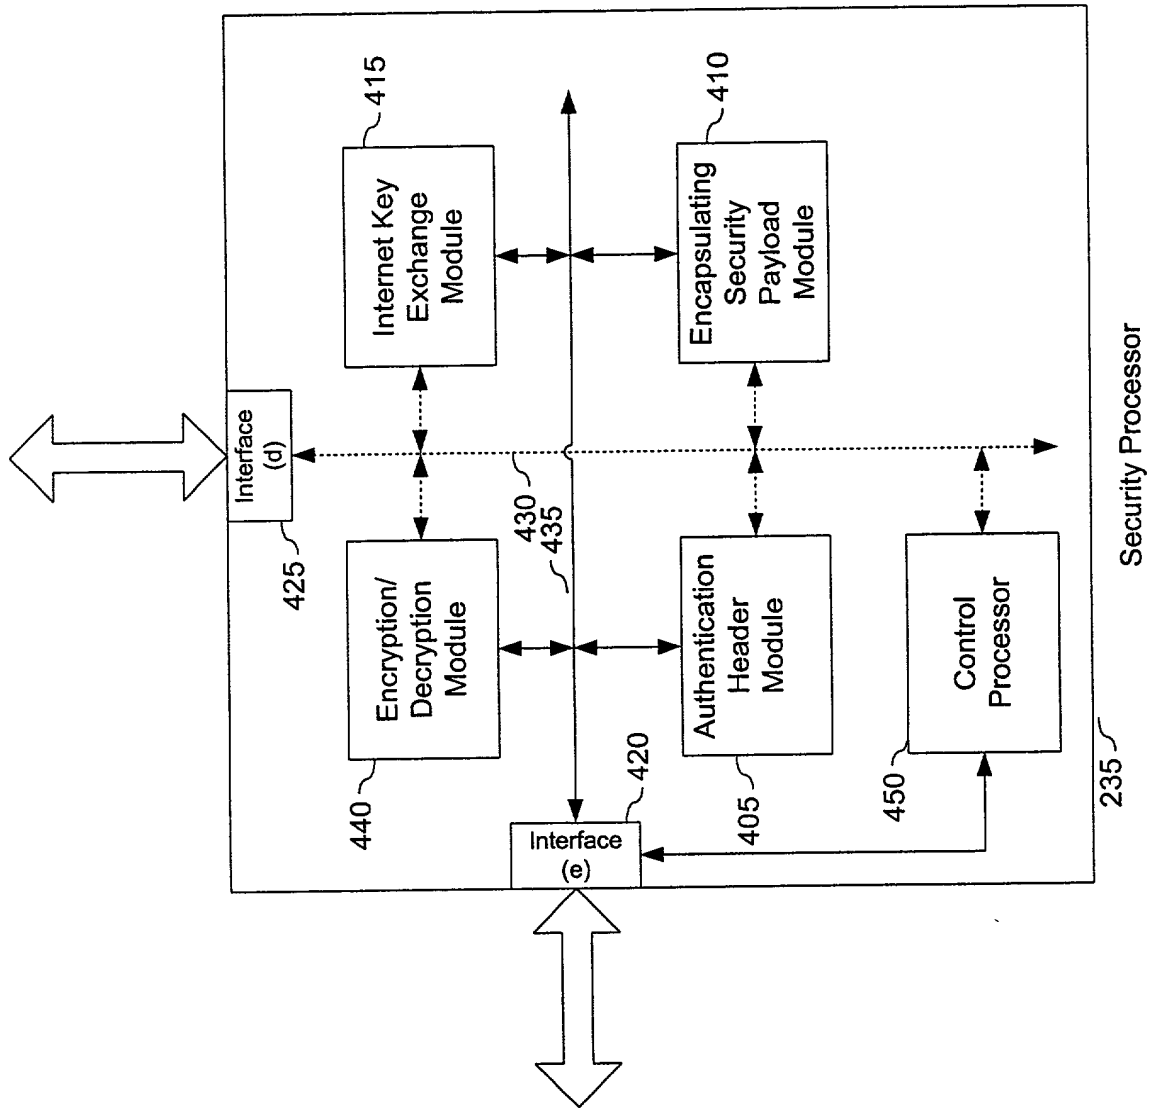 415
Internet Key
Exchange
Module
410
Encapsulating
Security
Payload
Module
Interface
(d)
425
430
435
Encryption/
Decryption
Module
440
Authentication
Header
Module
405
Control
Processor
450
Interface
(e)
420
235
Security Processor